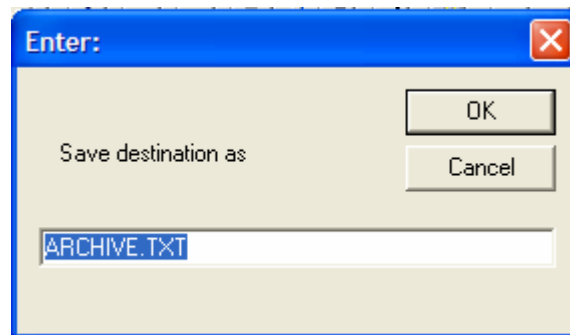 Enter:
OK
Save destination as
Cancel
ARCHIVE.TXT